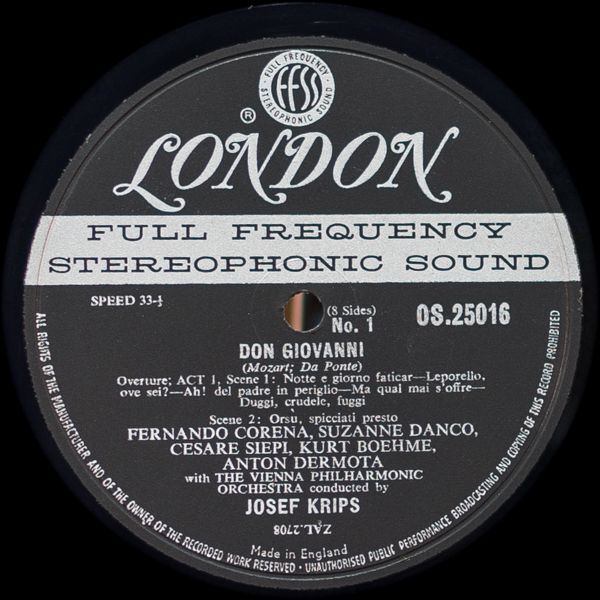 FULL FREQUENCY · STEREOPHONIC SOUND ·
FFSS
®
LONDON
FULL FREQUENCY
STEREOPHONIC SOUND
SPEED 33-⅓
(8 Sides)
No. 1
OS.25016
DON GIOVANNI
(Mozart; Da Ponte)
Overture; ACT 1, Scene 1: Notte e giorno faticar—Leporello,
ove sei?—Ah! del padre in periglio—Ma qual mai s'offre—
Duggi, crudele, fuggi
Scene 2: Orsù, spicciati presto
FERNANDO CORENA, SUZANNE DANCO,
CESARE SIEPI, KURT BOEHME,
ANTON DERMOTA
with THE VIENNA PHILHARMONIC
ORCHESTRA conducted by
JOSEF KRIPS
ZAL.2708
Made in England
ALL RIGHTS OF THE MANUFACTURER AND OF THE OWNER OF THE RECORDED WORK RESERVED · UNAUTHORISED PUBLIC PERFORMANCE BROADCASTING AND COPYING OF THIS RECORD PROHIBITED